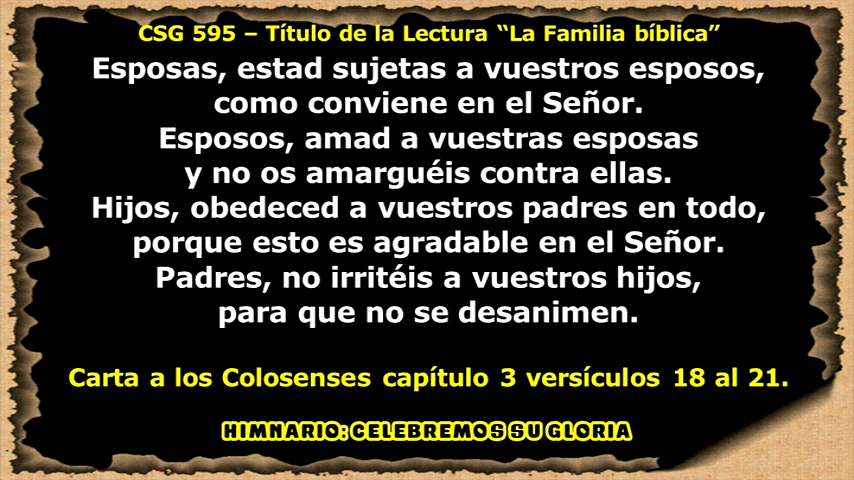 CSG 595 – Título de la Lectura “La Familia bíblica”
Esposas, estad sujetas a vuestros esposos,
como conviene en el Señor.
Esposos, amad a vuestras esposas
y no os amarguéis contra ellas.
Hijos, obedeced a vuestros padres en todo,
porque esto es agradable en el Señor.
Padres, no irritéis a vuestros hijos,
para que no se desanimen.
Carta a los Colosenses capítulo 3 versículos 18 al 21.
HIMNARIO: CELEBREMOS SU GLORIA